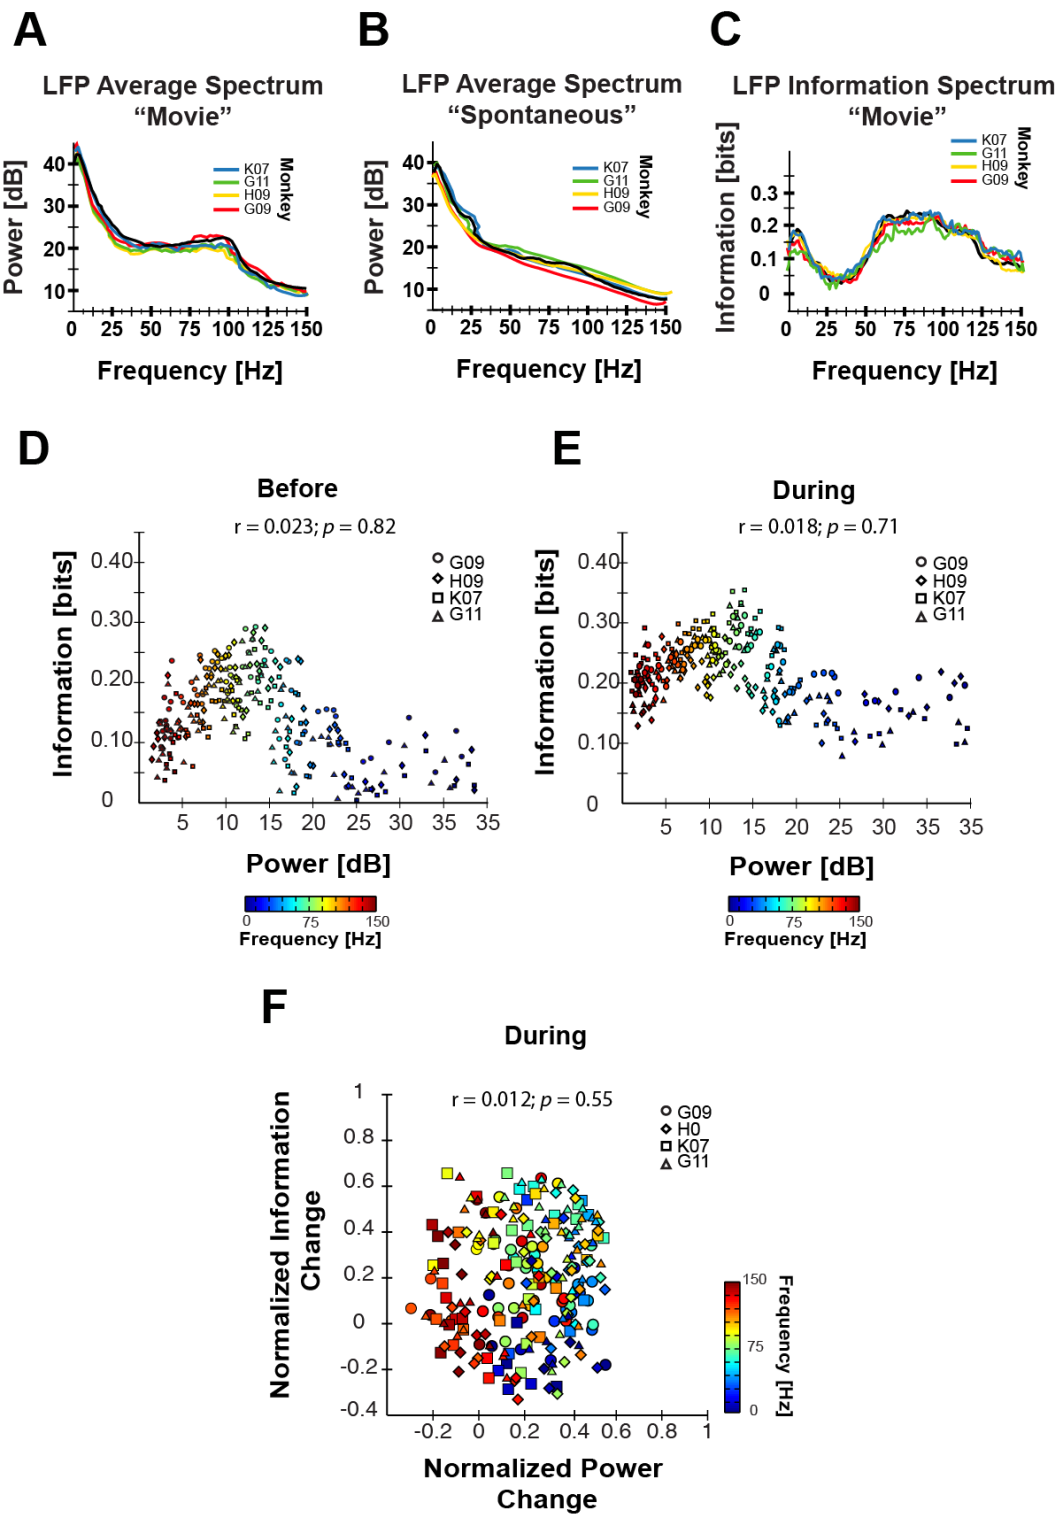 A
LFP Average Spectrum
“Movie”
Power [dB]
40
30
20
10
0
25
50
75
100
125
150
Frequency [Hz]
K07
G11
H09
G09
Monkey
B
LFP Average Spectrum
“Spontaneous”
Power [dB]
40
30
20
10
0
25
50
75
100
125
150
Frequency [Hz]
K07
G11
H09
G09
Monkey
C
LFP Information Spectrum
“Movie”
Information [bits]
0.3
0.2
0.1
0
0
25
50
75
100
125
150
Frequency [Hz]
K07
G11
H09
G09
Monkey
D
Before
r = 0.023; p = 0.82
Information [bits]
0.40
0.30
0.20
0.10
0
5
10
15
20
25
30
35
35
Power [dB]
G09
H09
K07
G11
0
75
150
Frequency [Hz]
E
During
r = 0.018; p = 0.71
Information [bits]
0.40
0.30
0.20
0.10
0
5
10
15
20
25
30
35
35
Power [dB]
G09
H09
K07
G11
0
75
150
Frequency [Hz]
F
During
r = 0.012; p = 0.55
Normalized Information
Change
1
0.8
0.6
0.4
0.2
0
-0.2
-0.4
-0.2
0
0.2
0.4
0.6
0.8
1
Normalized Power
Change
G09
H0
K07
G11
150
75
0
Frequency [Hz]